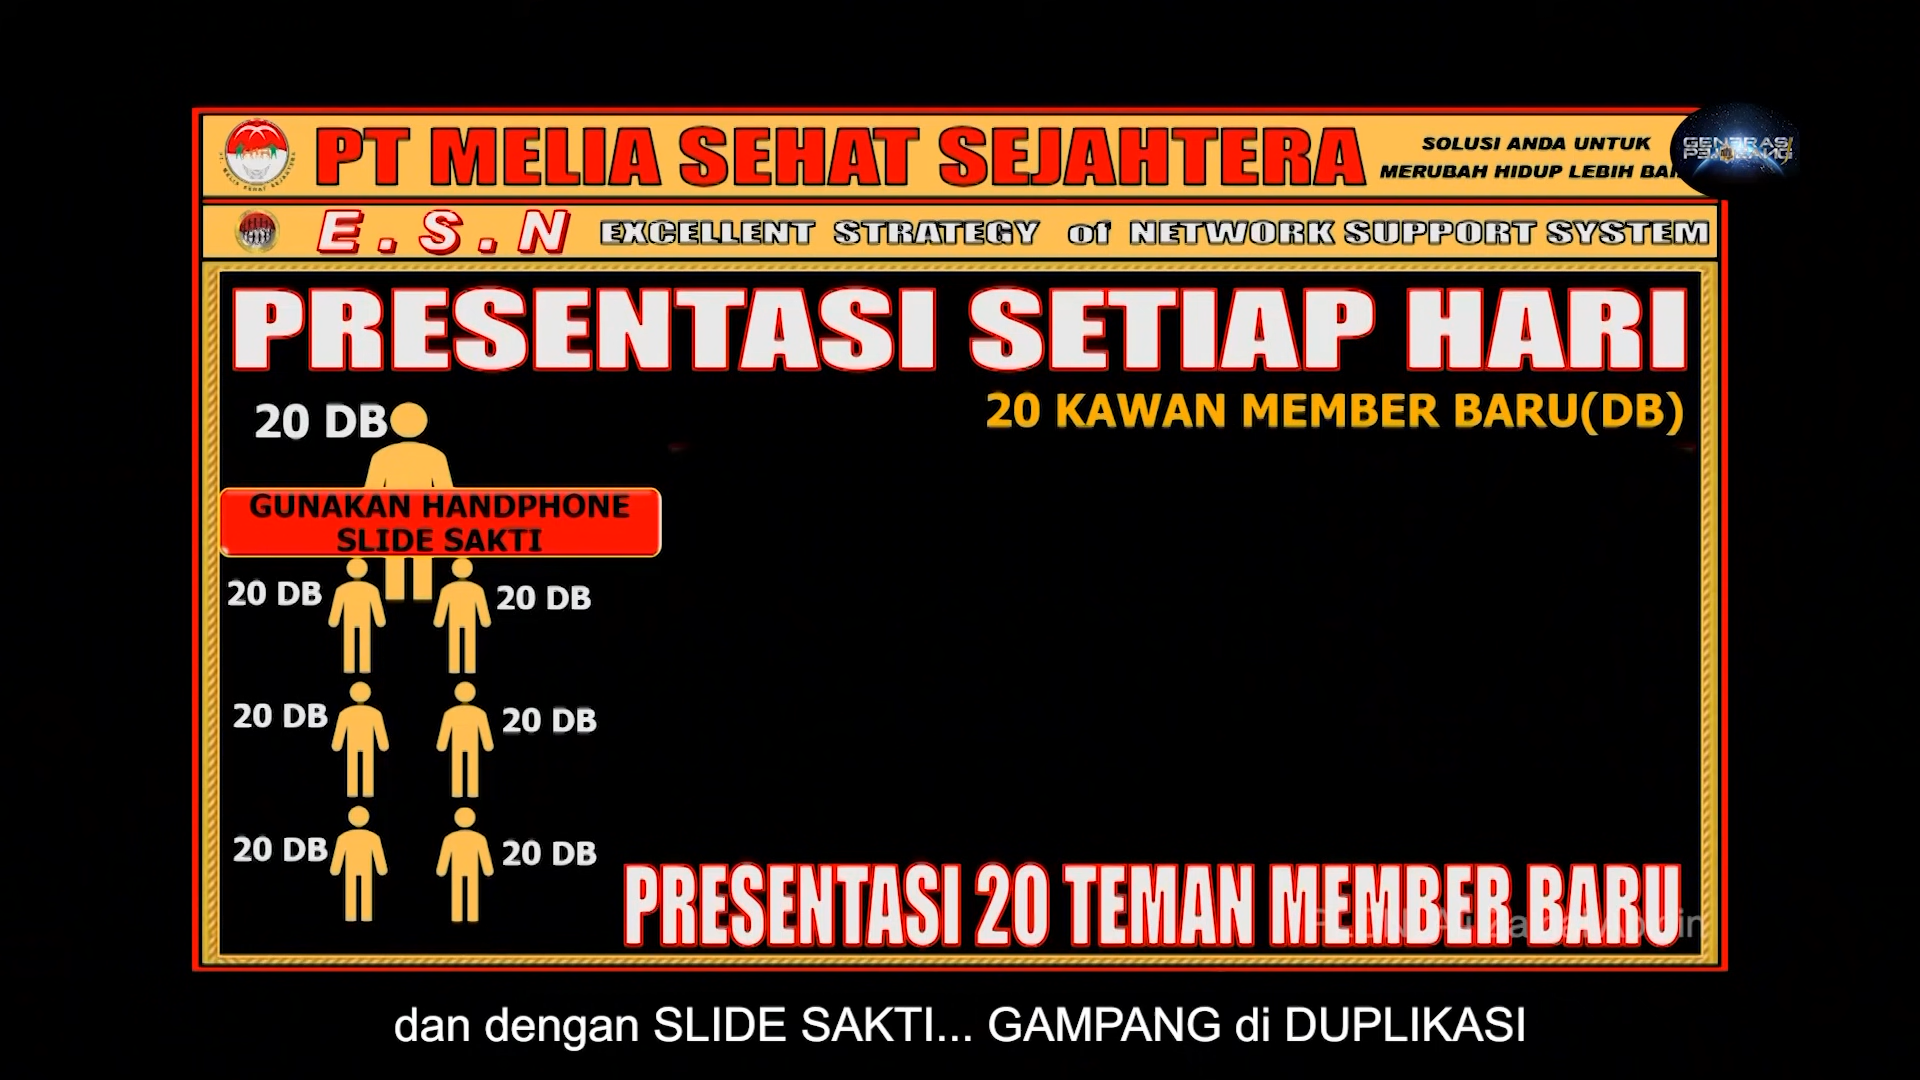 PT MELIA SEHAT SEJAHTERA
SOLUSI ANDA UNTUK
MERUBAH HIDUP LEBIH
GENERASI
E.S.N EXCELLENT STRATEGY of NETWORK SUPPORT SYSTEM
PRESENTASI SETIAP HARI
20 DB
20 KAWAN MEMBER BARU(DB)
GUNAKAN HANDPHONE
SLIDE SAKTI
20 DB 20 DB
20 DB 20 DB
20 DB 20 DB
PRESENTASI 20 TEMAN MEMBER BARU
dan dengan SLIDE SAKTI... GAMPANG di DUPLIKASI